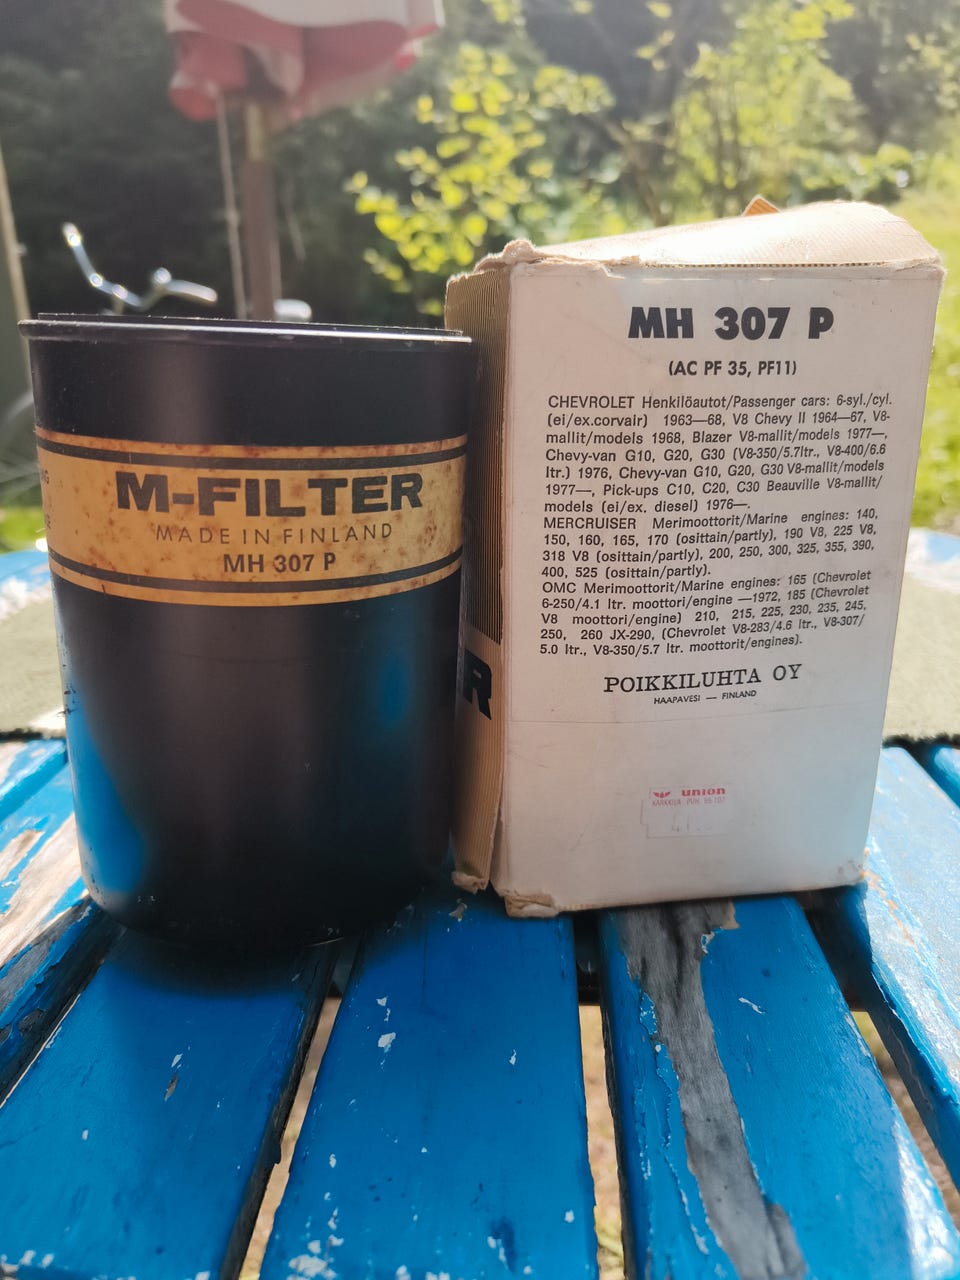 M-FILTER
MADE IN FINLAND
MH 307 P
R
MH 307 P
(AC PF 35, PF11)
CHEVROLET Henkilöautot/Passenger cars: 6-syl./cyl.
(ei/ex.corvair) 1963—68, V8 Chevy II 1964—67, V8-
mallit/models 1968, Blazer V8-mallit/models 1977—,
Chevy-van G10, G20, G30 (V8-350/5.7ltr., V8-400/6.6
ltr.) 1976, Chevy-van G10, G20, G30 V8-mallit/models
1977—, Pick-ups C10, C20, C30 Beauville V8-mallit/
models (ei/ex. diesel) 1976—.
MERCRUISER Merimoottorit/Marine engines: 140,
150, 160, 165, 170 (osittain/partly), 190 V8, 225 V8,
318 V8 (osittain/partly), 200, 250, 300, 325, 355, 390,
400, 525 (osittain/partly).
OMC Merimoottorit/Marine engines: 165 (Chevrolet
6-250/4.1 ltr. moottori/engine —1972, 185 (Chevrolet
V8 moottori/engine) 210, 215, 225, 230, 235, 245,
250, 260 JX-290, (Chevrolet V8-283/4.6 ltr., V8-307/
5.0 ltr., V8-350/5.7 ltr. moottorit/engines).
POIKKILUHTA OY
HAAPAVESI — FINLAND
union
KARKKILA PUH.
41